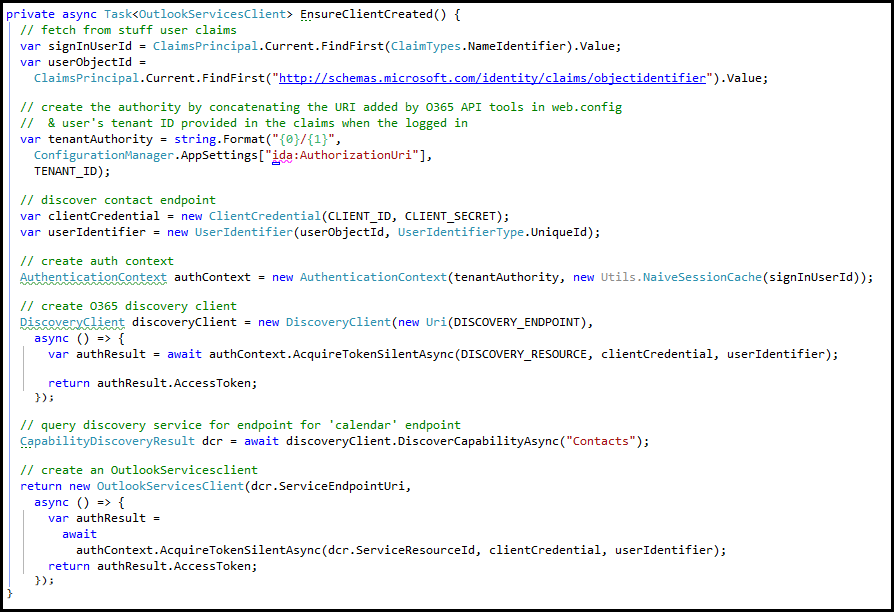 private async Task<OutlookServicesClient> EnsureClientCreated() {
// fetch from stuff user claims
var signInUserId = ClaimsPrincipal.Current.FindFirst(ClaimTypes.NameIdentifier).Value;
var userObjectId =
ClaimsPrincipal.Current.FindFirst("http://schemas.microsoft.com/identity/claims/objectidentifier").Value;
// create the authority by concatenating the URI added by O365 API tools in web.config
//  & user's tenant ID provided in the claims when the logged in
var tenantAuthority = string.Format("{0}/{1}",
ConfigurationManager.AppSettings["ida:AuthorizationUri"],
TENANT_ID);
// discover contact endpoint
var clientCredential = new ClientCredential(CLIENT_ID, CLIENT_SECRET);
var userIdentifier = new UserIdentifier(userObjectId, UserIdentifierType.UniqueId);
// create auth context
AuthenticationContext authContext = new AuthenticationContext(tenantAuthority, new Utils.NaiveSessionCache(signInUserId));
// create O365 discovery client
DiscoveryClient discoveryClient = new DiscoveryClient(new Uri(DISCOVERY_ENDPOINT),
async () => {
var authResult = await authContext.AcquireTokenSilentAsync(DISCOVERY_RESOURCE, clientCredential, userIdentifier);
return authResult.AccessToken;
});
// query discovery service for endpoint for 'calendar' endpoint
CapabilityDiscoveryResult dcr = await discoveryClient.DiscoverCapabilityAsync("Contacts");
// create an OutlookServicesclient
return new OutlookServicesClient(dcr.ServiceEndpointUri,
async () => {
var authResult =
await
authContext.AcquireTokenSilentAsync(dcr.ServiceResourceId, clientCredential, userIdentifier);
return authResult.AccessToken;
});
}